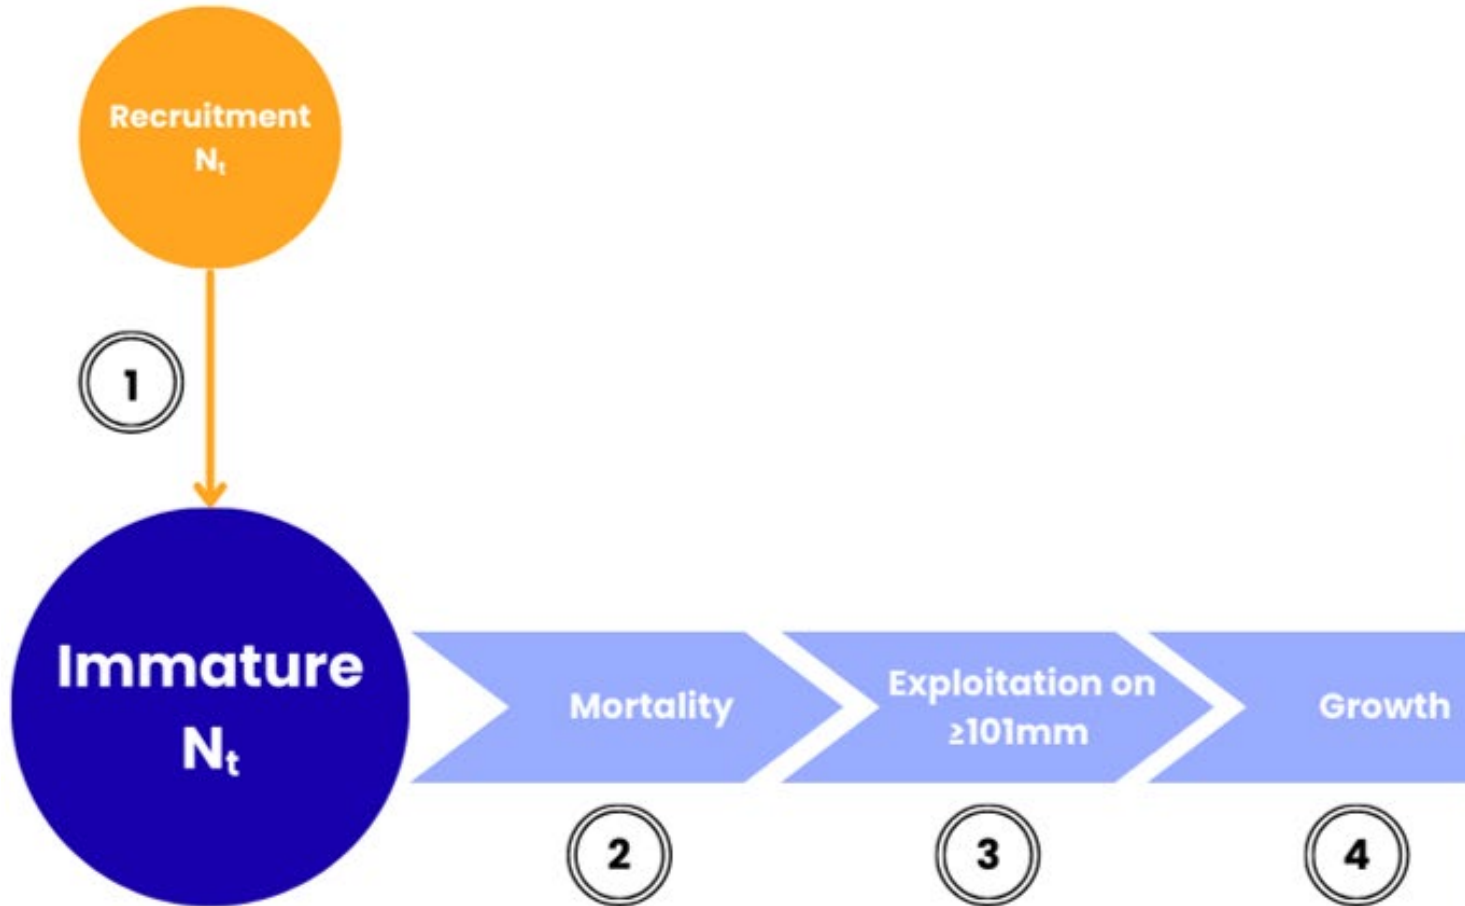 Recruitment
Nₜ
1
Immature
Nₜ
Mortality
Exploitation on
≥101mm
Growth
2
3
4